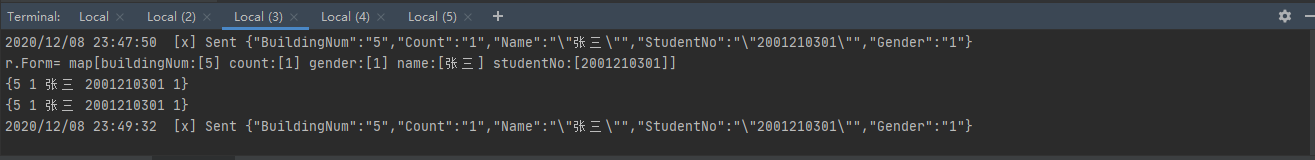 Terminal: Local × Local (2) × Local (3) × Local (4) × Local (5) × +
2020/12/08 23:47:50  [x] Sent {"BuildingNum":"5","Count":"1","Name":"\"张三\"","StudentNo":"\"2001210301\"","Gender":"1"}
r.Form= map[buildingNum:[5] count:[1] gender:[1] name:[张三] studentNo:[2001210301]]
{5 1 张三 2001210301 1}
{5 1 张三 2001210301 1}
2020/12/08 23:49:32  [x] Sent {"BuildingNum":"5","Count":"1","Name":"\"张三\"","StudentNo":"\"2001210301\"","Gender":"1"}